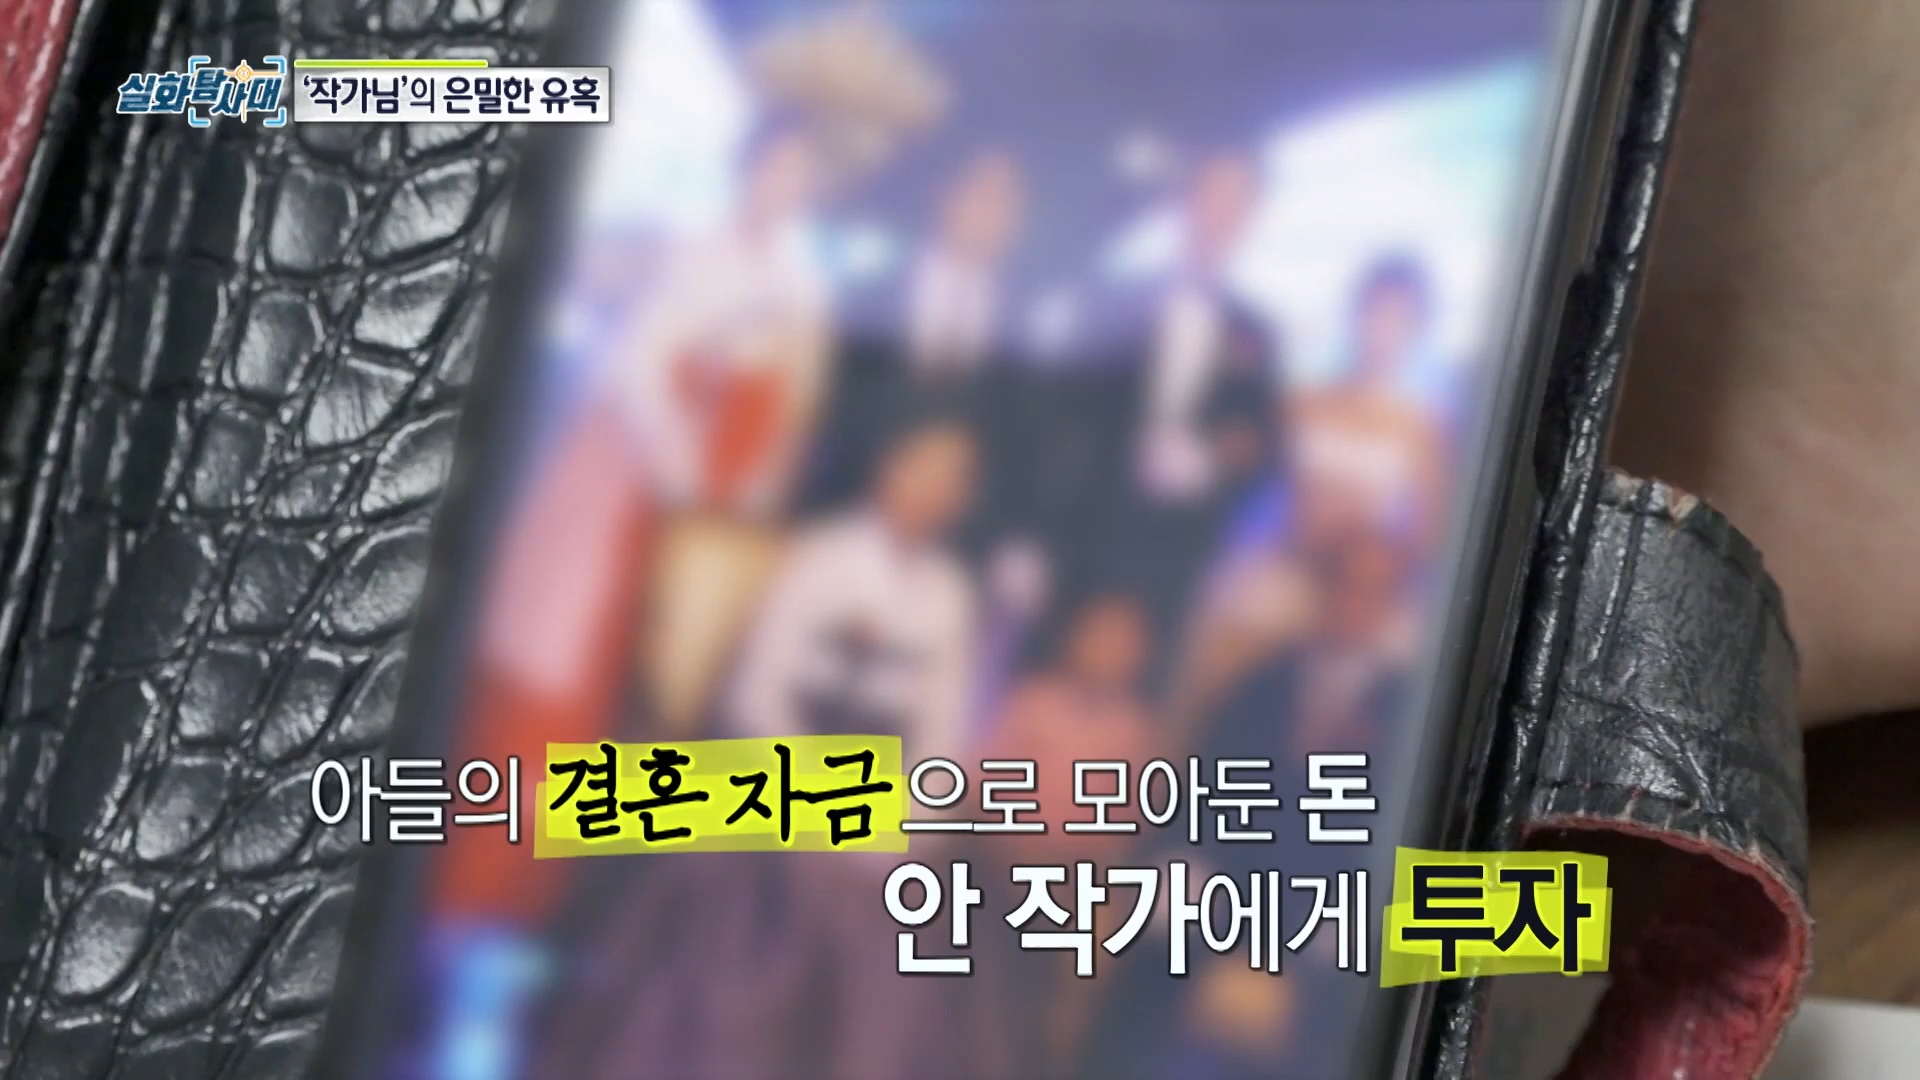 실화탐사대
‘작가님’의 은밀한 유혹
아들의 결혼 자금으로 모아둔 돈
안 작가에게 투자